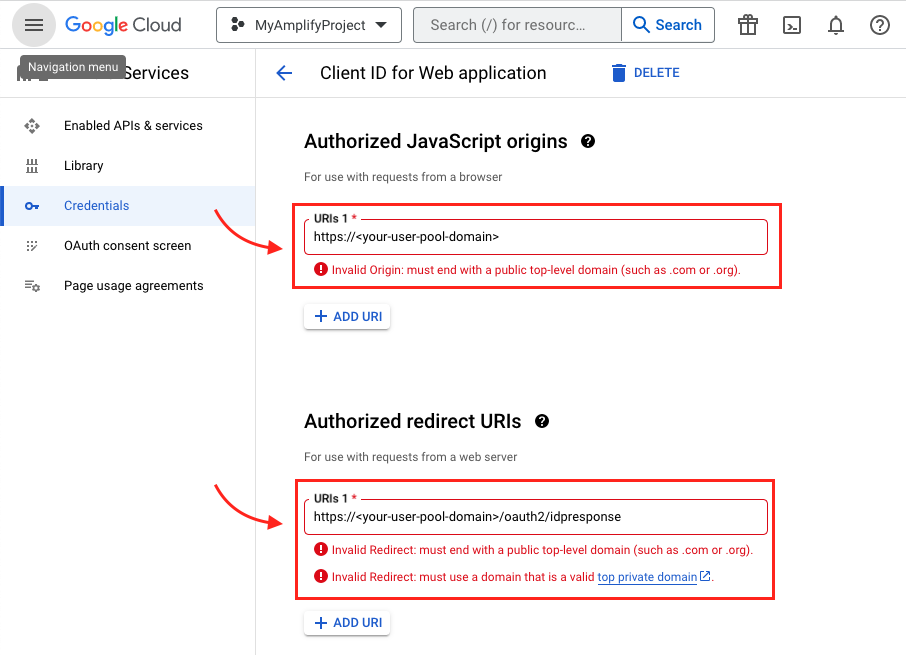 Google Cloud
MyAmplifyProject
Search (/) for resourc...
Search
Navigation menu
Services
Client ID for Web application
DELETE
Enabled APIs & services
Library
Credentials
OAuth consent screen
Page usage agreements
Authorized JavaScript origins
For use with requests from a browser
URIs 1 *
https://<your-user-pool-domain>
Invalid Origin: must end with a public top-level domain (such as .com or .org).
ADD URI
Authorized redirect URIs
For use with requests from a web server
URIs 1 *
https://<your-user-pool-domain>/oauth2/idpresponse
Invalid Redirect: must end with a public top-level domain (such as .com or .org).
Invalid Redirect: must use a domain that is a valid top private domain.
ADD URI